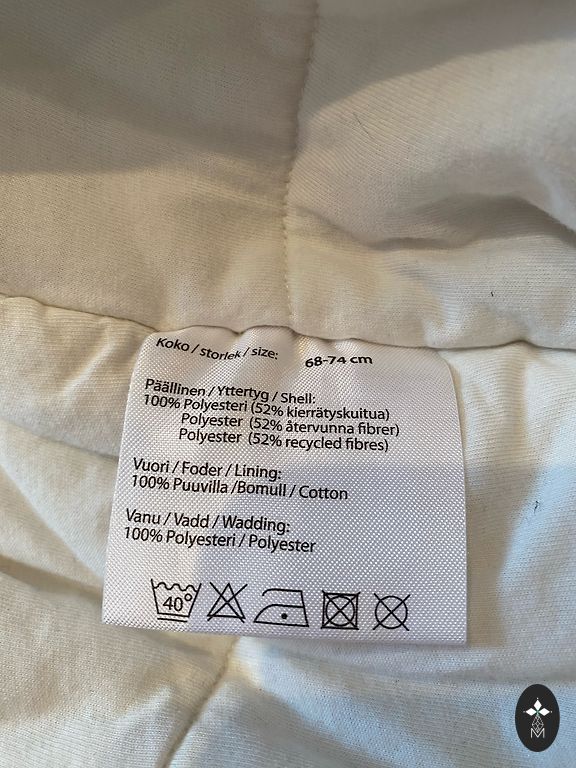 Koko / storlek / size: 68-74 cm
Päällinen / Yttertyg / Shell:
100% Polyesteri (52% kierrätyskuitua)
Polyester (52% återvunna fibrer)
Polyester (52% recycled fibres)
Vuori / Foder / Lining:
100% Puuvilla /Bomull / Cotton
Vanu / Vadd / Wadding:
100% Polyesteri / Polyester
40°
M